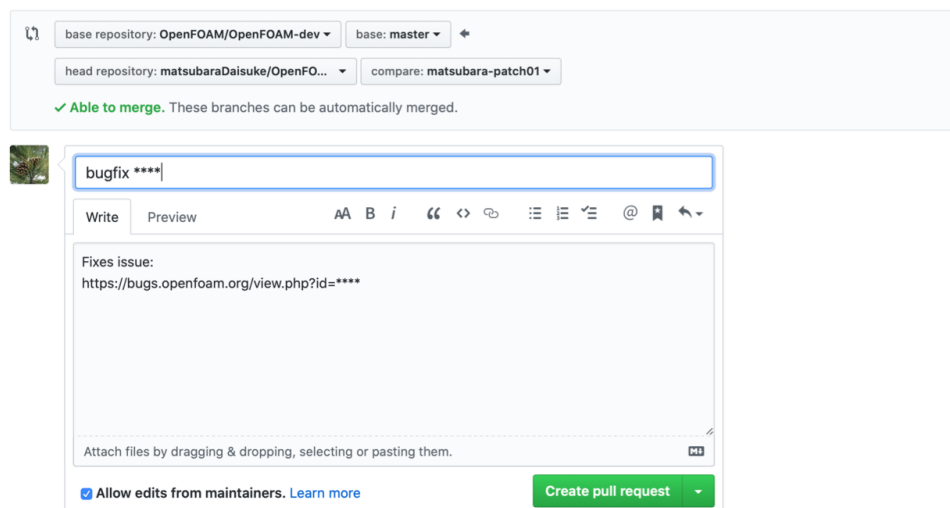 base repository: OpenFOAM/OpenFOAM-dev base: master
head repository: matsubaraDaisuke/OpenFO... compare: matsubara-patch01
Able to merge. These branches can be automatically merged.
bugfix ****
Write Preview AA B i @
Fixes issue:
https://bugs.openfoam.org/view.php?id=****
Attach files by dragging & dropping, selecting or pasting them. M
Allow edits from maintainers. Learn more Create pull request